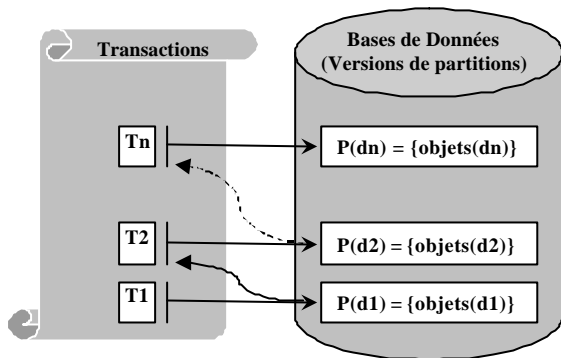 Transactions
Bases de Données
(Versions de partitions)
Tn
P(dn) = {objets(dn)}
T2
P(d2) = {objets(d2)}
T1
P(d1) = {objets(d1)}